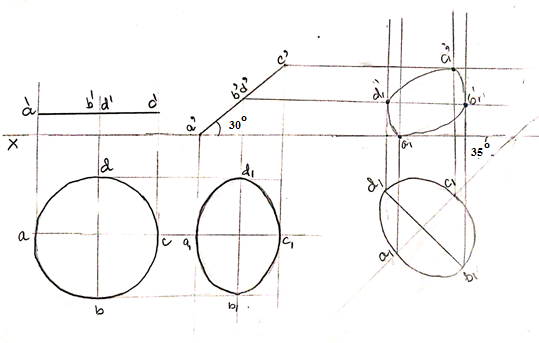 c'
c₁"
a' b' d' c'
b'd'
d₁" b₁"
a" 30°
X
a₁
35°
d
d₁
d₁ c₁
a c a₁ c₁
a₁
b₁
b
b₁